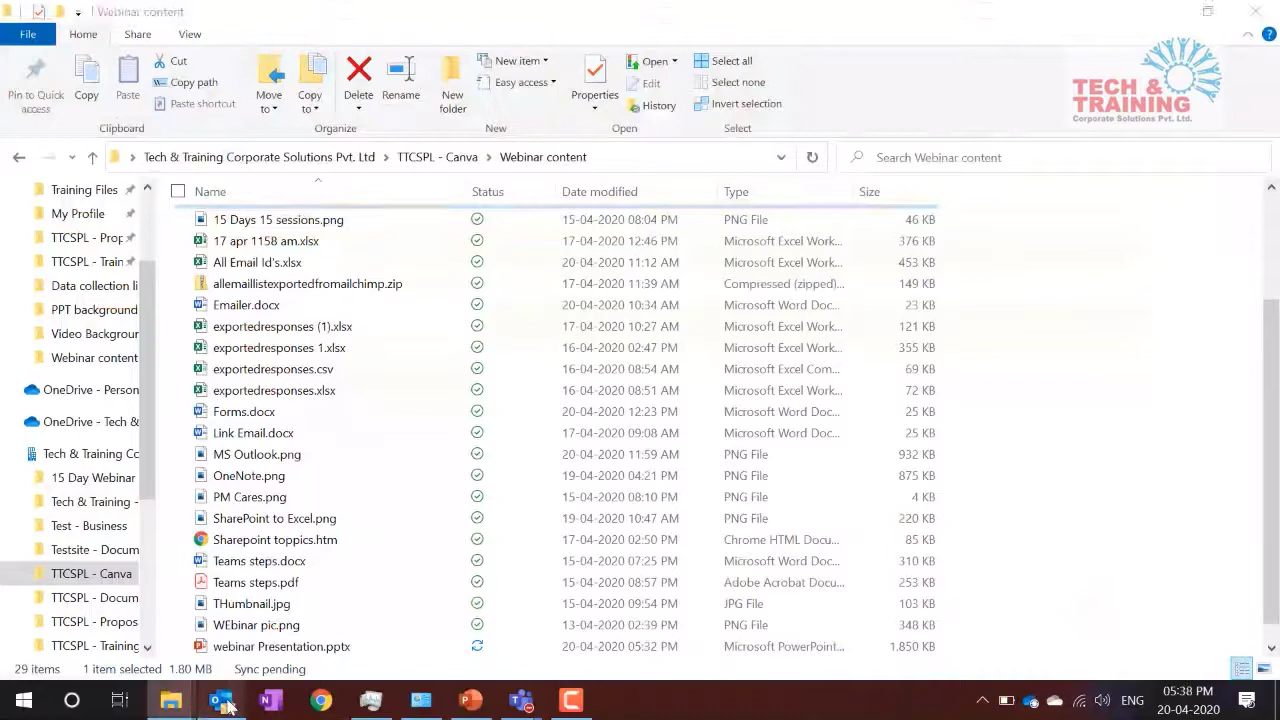 Webinar content
File Home Share View
Pin to Quick access
Copy
Paste
Cut
Copy path
Paste shortcut
Clipboard
Move to
Copy to
Delete
Rename
Organize
New folder
New item
Easy access
New
Properties
Open
Edit
History
Open
Select all
Select none
Invert selection
Select
TECH &
TRAINING
Corporate Solutions Pvt. Ltd.
Tech & Training Corporate Solutions Pvt. Ltd > TTCSPL - Canva > Webinar content
Search Webinar content
Training Files
My Profile
TTCSPL - Prop
TTCSPL - Train
Data collection li
PPT background
Video Backgroun
Webinar content
OneDrive - Person
OneDrive - Tech &
Tech & Training Co
15 Day Webinar
Tech & Training -
Test - Business
Testsite - Docum
TTCSPL - Canva
TTCSPL - Docum
TTCSPL - Propos
TTCSPL - Training
Name Status Date modified Type Size
15 Days 15 sessions.png 15-04-2020 08:04 PM PNG File 46 KB
17 apr 1158 am.xlsx 17-04-2020 12:46 PM Microsoft Excel Work... 376 KB
All Email Id's.xlsx 20-04-2020 11:12 AM Microsoft Excel Work... 453 KB
allemaillistexportedfrommailchimp.zip 17-04-2020 11:39 AM Compressed (zipped)... 149 KB
Emailer.docx 20-04-2020 10:34 AM Microsoft Word Doc... 23 KB
exportedresponses (1).xlsx 17-04-2020 10:27 AM Microsoft Excel Work... 121 KB
exportedresponses 1.xlsx 16-04-2020 02:47 PM Microsoft Excel Work... 355 KB
exportedresponses.csv 16-04-2020 08:54 AM Microsoft Excel Com... 69 KB
exportedresponses.xlsx 16-04-2020 08:51 AM Microsoft Excel Work... 72 KB
Forms.docx 20-04-2020 12:23 PM Microsoft Word Doc... 25 KB
Link Email.docx 17-04-2020 09:08 AM Microsoft Word Doc... 25 KB
MS Outlook.png 20-04-2020 11:59 AM PNG File 932 KB
OneNote.png 19-04-2020 04:21 PM PNG File 875 KB
PM Cares.png 15-04-2020 08:10 PM PNG File 4 KB
SharePoint to Excel.png 19-04-2020 10:47 AM PNG File 220 KB
Sharepoint toppics.htm 17-04-2020 02:50 PM Chrome HTML Docu... 85 KB
Teams steps.docx 15-04-2020 07:25 PM Microsoft Word Doc... 310 KB
Teams steps.pdf 15-04-2020 08:57 PM Adobe Acrobat Docu... 253 KB
THumbnail.jpg 15-04-2020 09:54 PM JPG File 103 KB
WEbinar pic.png 13-04-2020 02:39 PM PNG File 348 KB
webinar Presentation.pptx 20-04-2020 05:32 PM Microsoft PowerPoin... 1,850 KB
29 items 1 item selected 1.80 MB Sync pending
ENG
05:38 PM
20-04-2020